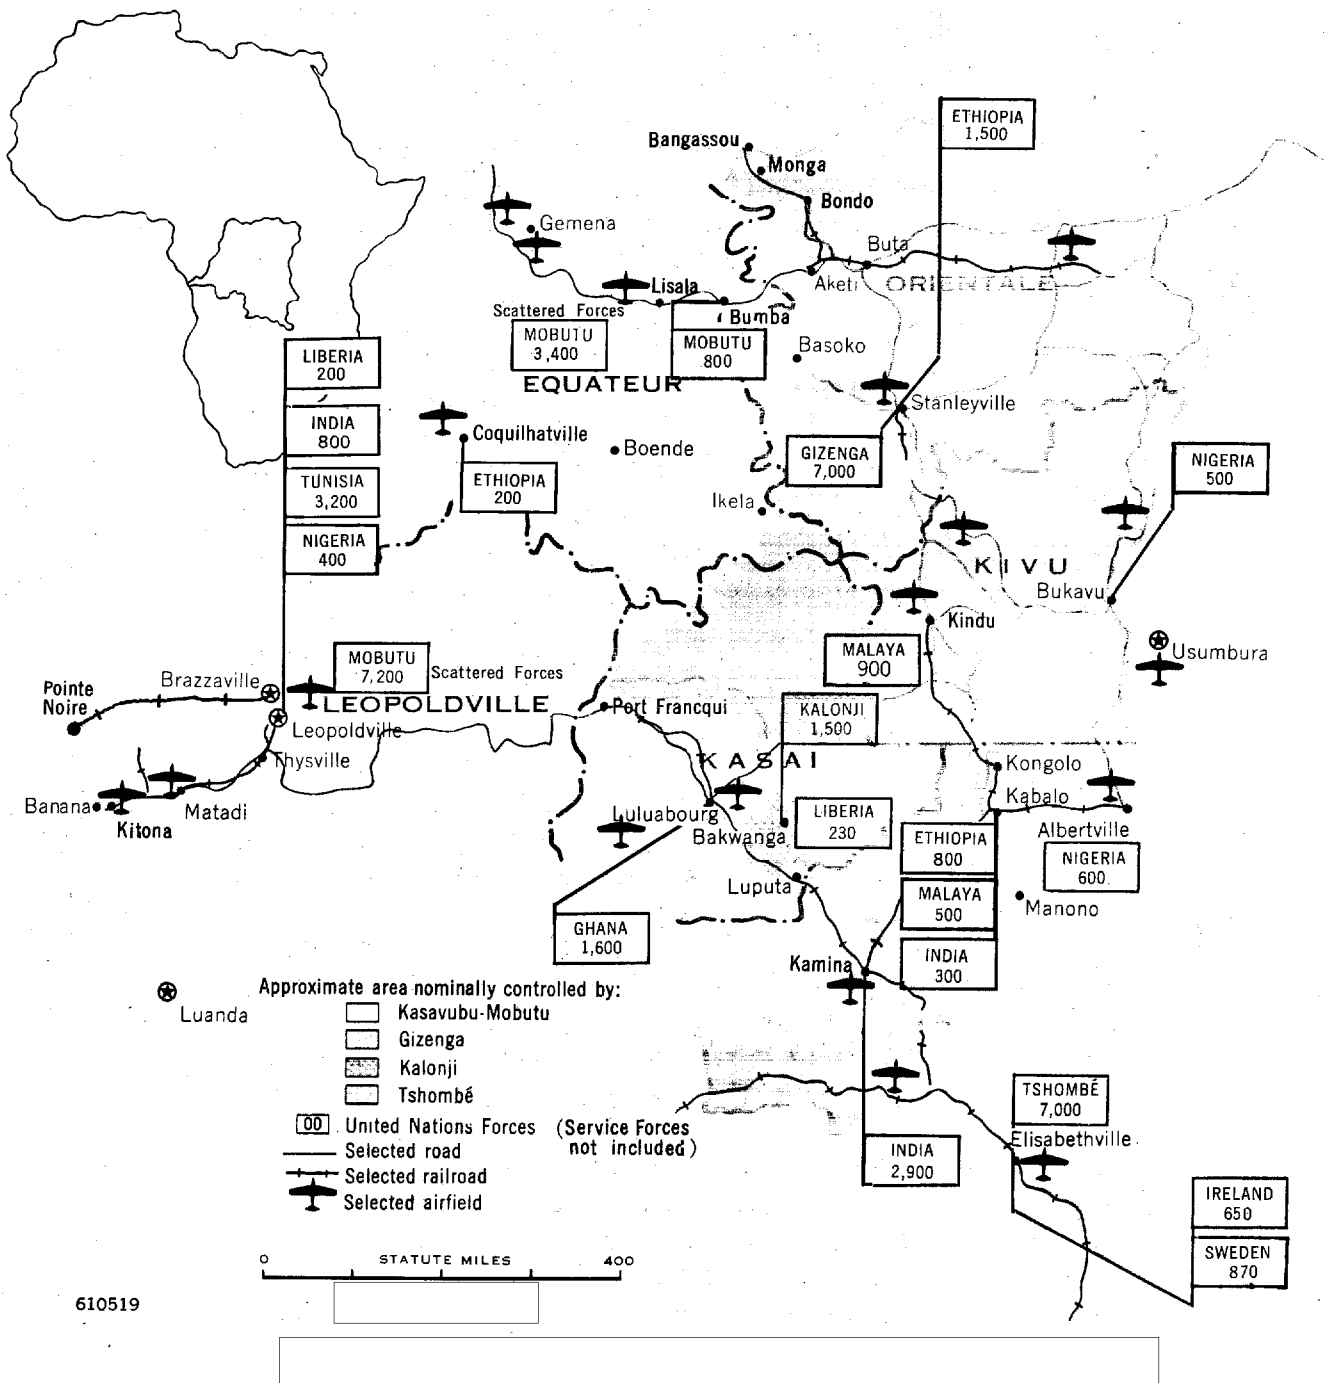 ETHIOPIA
1,500
Bangassou
Monga
Bondo
Gemena
Buta
Aketi
ORIENTALE
Lisala
Bumba
Scattered Forces
MOBUTU
3,400
MOBUTU
800
Basoko
EQUATEUR
LIBERIA
200
INDIA
800
TUNISIA
3,200
NIGERIA
400
Coquilhatville
Boende
ETHIOPIA
200
Stanleyville
GIZENGA
7,000
NIGERIA
500
Ikela
KIVU
Bukavu
Kindu
Usumbura
MALAYA
900
MOBUTU
7,200
Scattered Forces
Brazzaville
Pointe
Noire
LEOPOLDVILLE
Leopoldville
Port Francqui
KALONJI
1,500
KASAI
Thysville
Kongolo
Kabalo
Banana
Kitona
Matadi
Luluabourg
Bakwanga
LIBERIA
230
ETHIOPIA
800
Albertville
NIGERIA
600
Luputa
MALAYA
500
Manono
GHANA
1,600
INDIA
300
Kamina
Luanda
Approximate area nominally controlled by:
Kasavubu-Mobutu
Gizenga
Kalonji
Tshombé
00 United Nations Forces (Service Forces
not included)
Selected road
Selected railroad
Selected airfield
TSHOMBÉ
7,000
Elisabethville
INDIA
2,900
IRELAND
650
SWEDEN
870
0 STATUTE MILES 400
610519